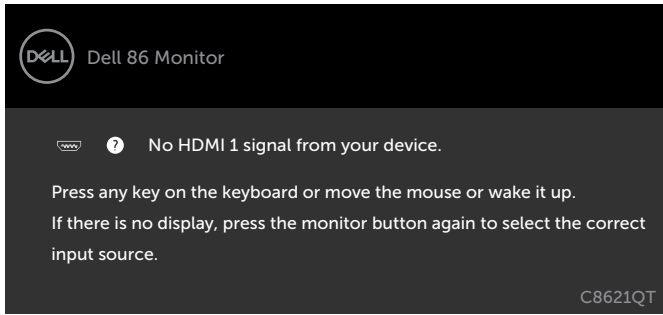 DELL
Dell 86 Monitor
? No HDMI 1 signal from your device.
Press any key on the keyboard or move the mouse or wake it up.
If there is no display, press the monitor button again to select the correct
input source.
C8621QT